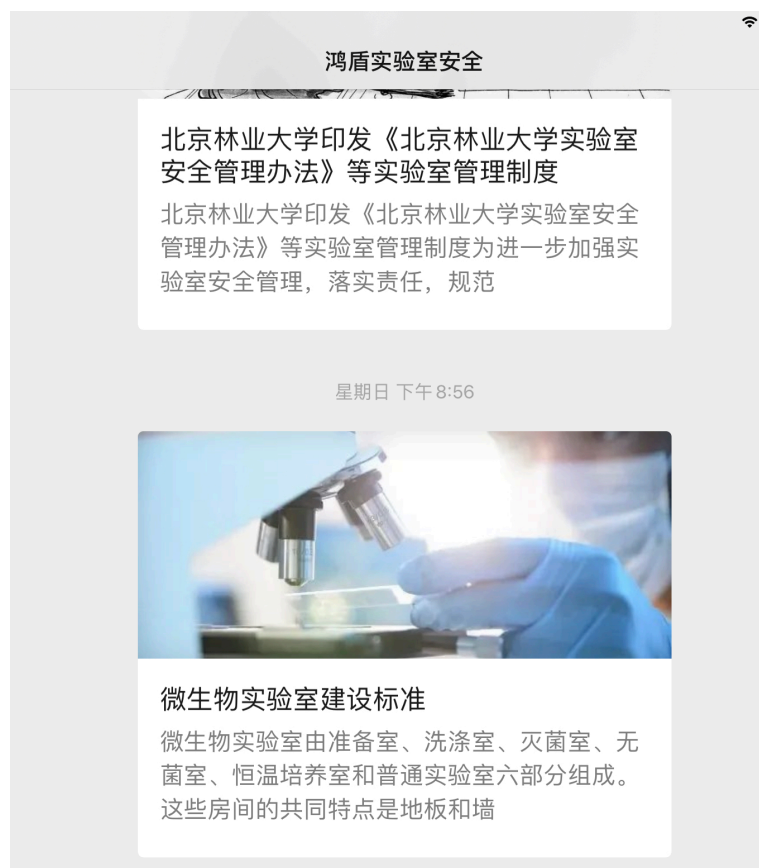 鸿盾实验室安全
北京林业大学印发《北京林业大学实验室
安全管理办法》等实验室管理制度
北京林业大学印发《北京林业大学实验室安全
管理办法》等实验室管理制度为进一步加强实
验室安全管理，落实责任，规范
星期日 下午8:56
微生物实验室建设标准
微生物实验室由准备室、洗涤室、灭菌室、无
菌室、恒温培养室和普通实验室六部分组成。
这些房间的共同特点是地板和墙